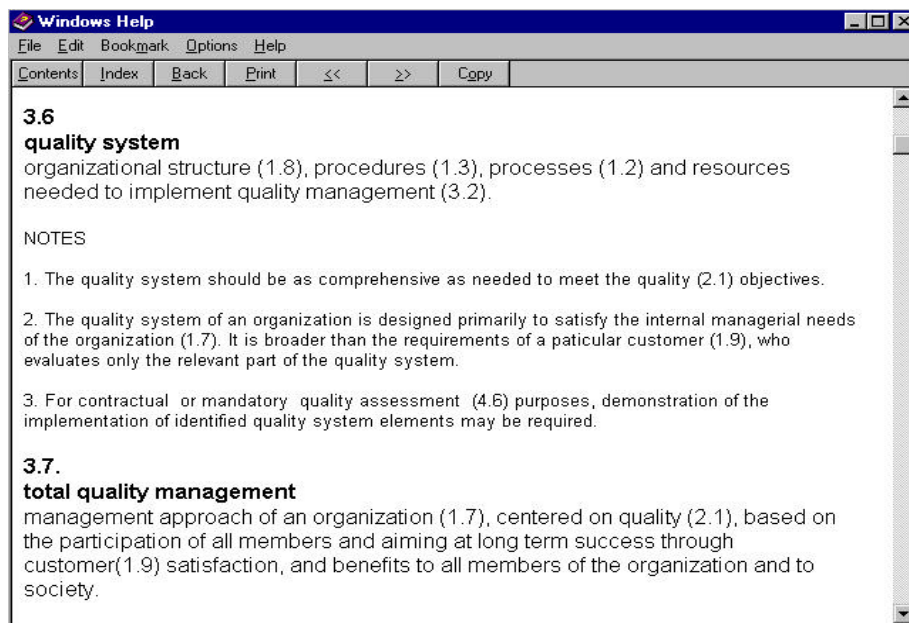 Windows Help
File Edit Bookmark Options Help
Contents Index Back Print << >> Copy
3.6
quality system
organizational structure (1.8), procedures (1.3), processes (1.2) and resources
needed to implement quality management (3.2).
NOTES
1. The quality system should be as comprehensive as needed to meet the quality (2.1) objectives.
2. The quality system of an organization is designed primarily to satisfy the internal managerial needs
of the organization (1.7). It is broader than the requirements of a paticular customer (1.9), who
evaluates only the relevant part of the quality system.
3. For contractual or mandatory quality assessment (4.6) purposes, demonstration of the
implementation of identified quality system elements may be required.
3.7.
total quality management
management approach of an organization (1.7), centered on quality (2.1), based on
the participation of all members and aiming at long term success through
customer(1.9) satisfaction, and benefits to all members of the organization and to
society.